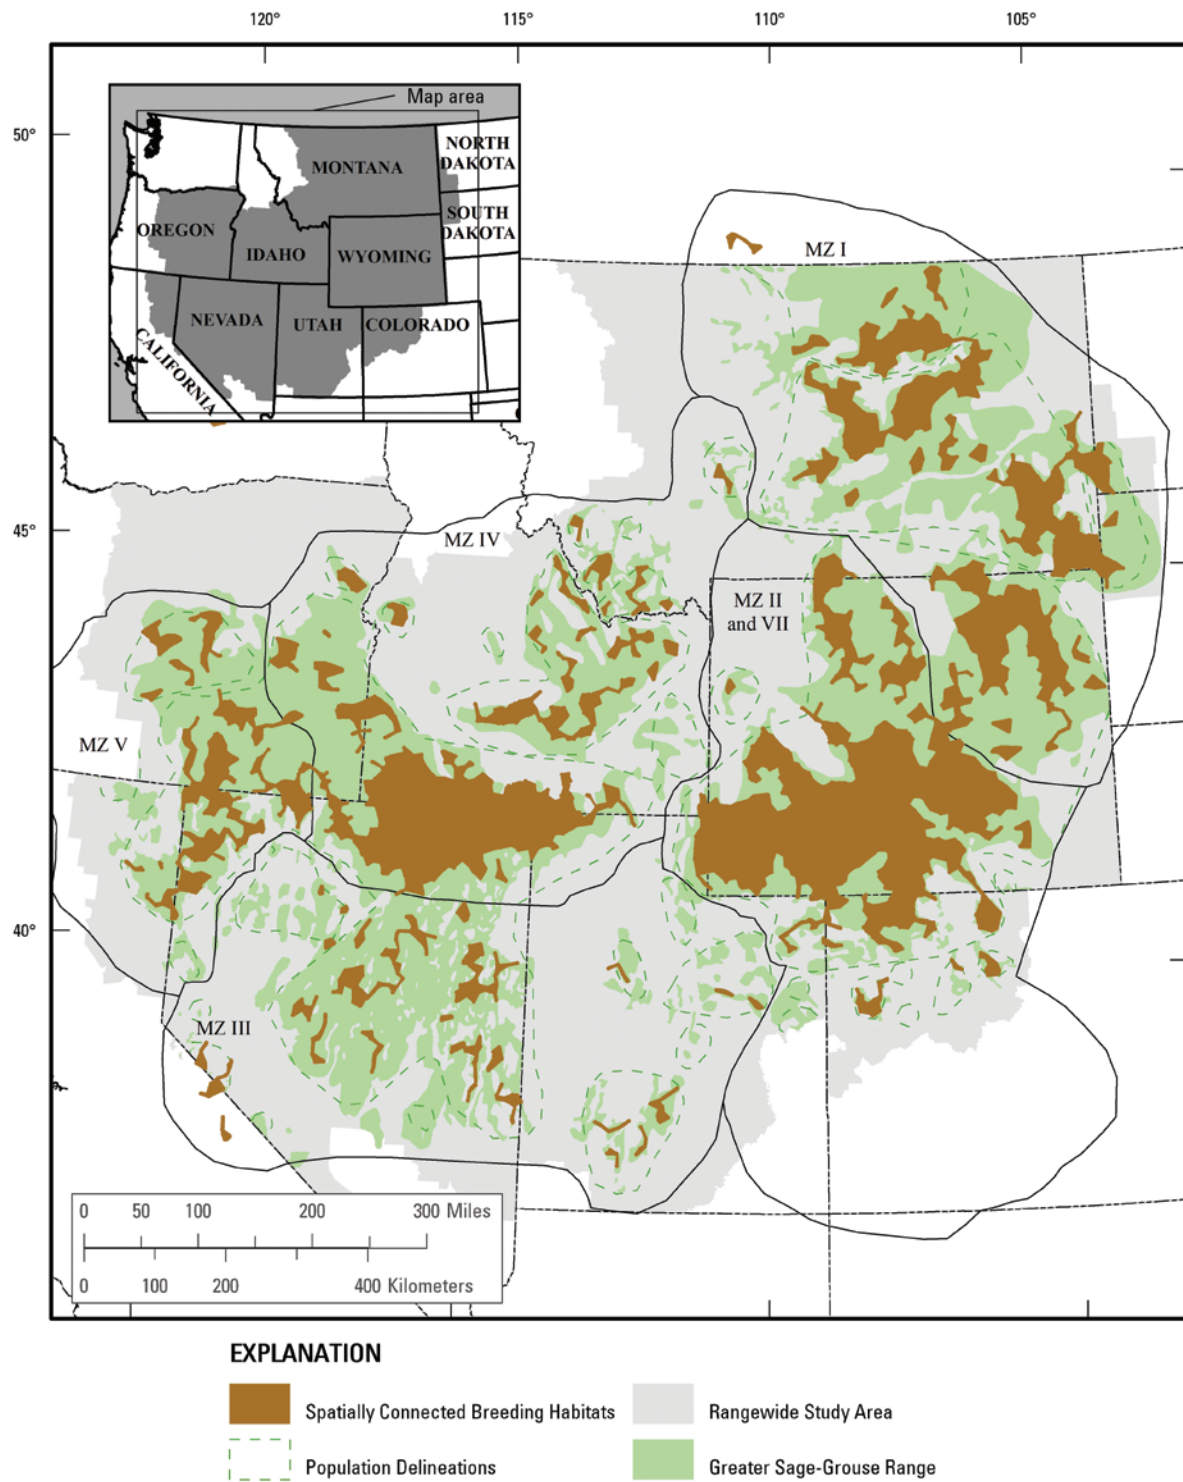 120°
115°
110°
105°
50°
45°
40°
Map area
MONTANA
NORTH
DAKOTA
SOUTH
DAKOTA
OREGON
IDAHO
WYOMING
NEVADA
UTAH
COLORADO
CALIFORNIA
MZ I
MZ IV
MZ II
and VII
MZ V
MZ III
0 50 100 200 300 Miles
0 100 200 400 Kilometers
EXPLANATION
Spatially Connected Breeding Habitats
Rangewide Study Area
Population Delineations
Greater Sage-Grouse Range